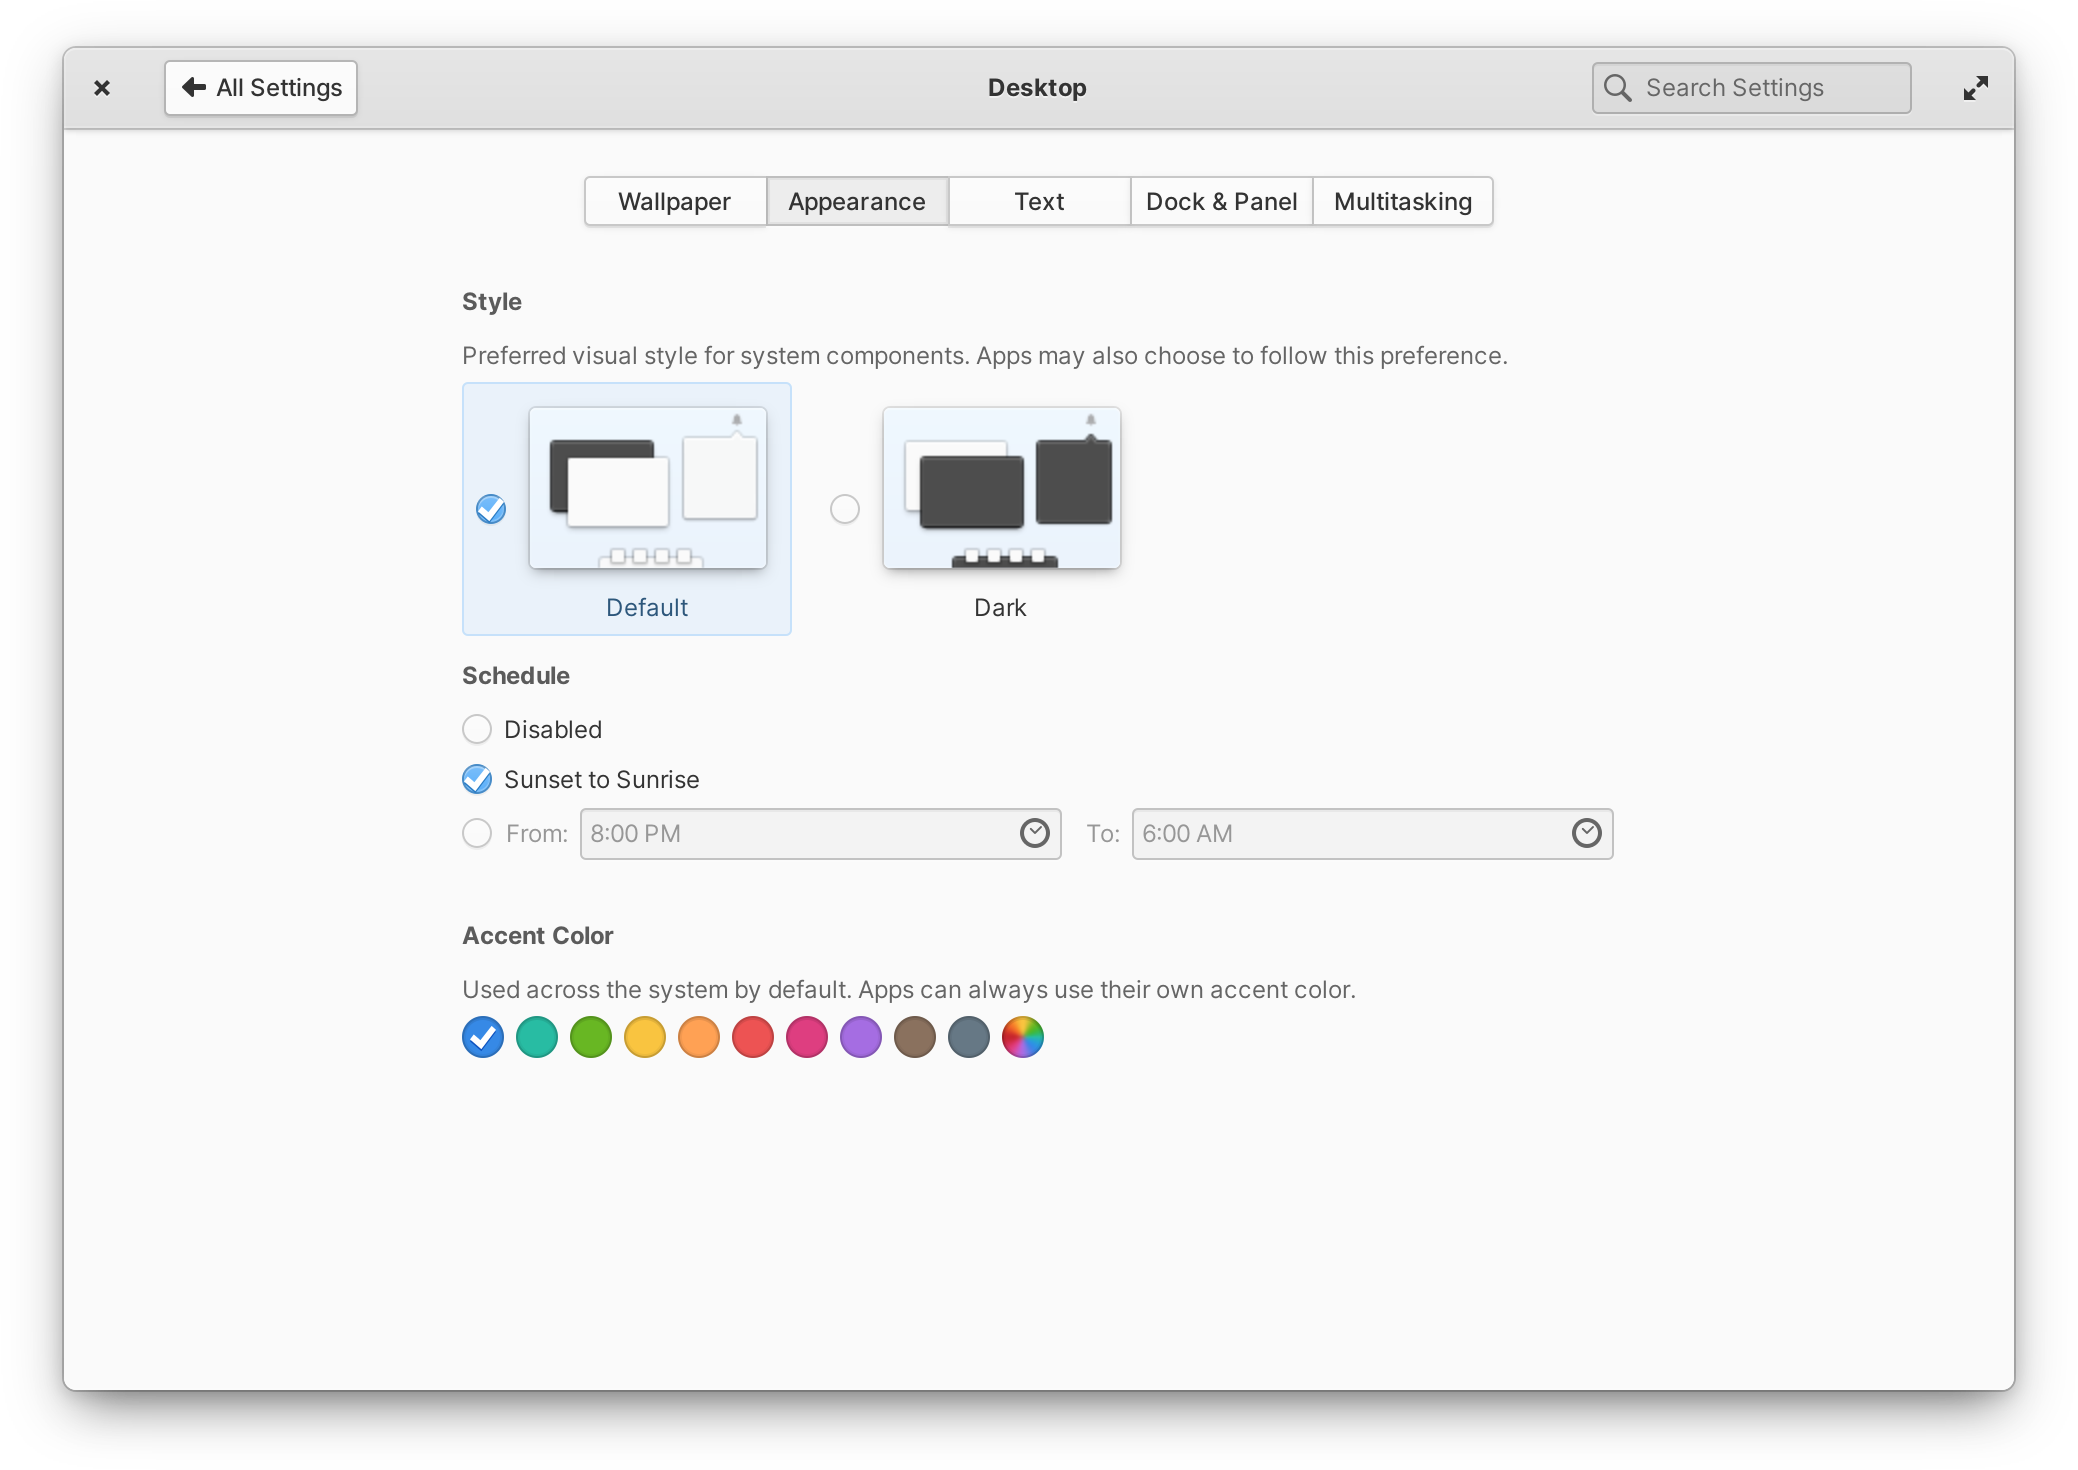 All Settings
Desktop
Search Settings
Wallpaper
Appearance
Text
Dock & Panel
Multitasking
Style
Preferred visual style for system components. Apps may also choose to follow this preference.
Default
Dark
Schedule
Disabled
Sunset to Sunrise
From: 8:00 PM To: 6:00 AM
Accent Color
Used across the system by default. Apps can always use their own accent color.